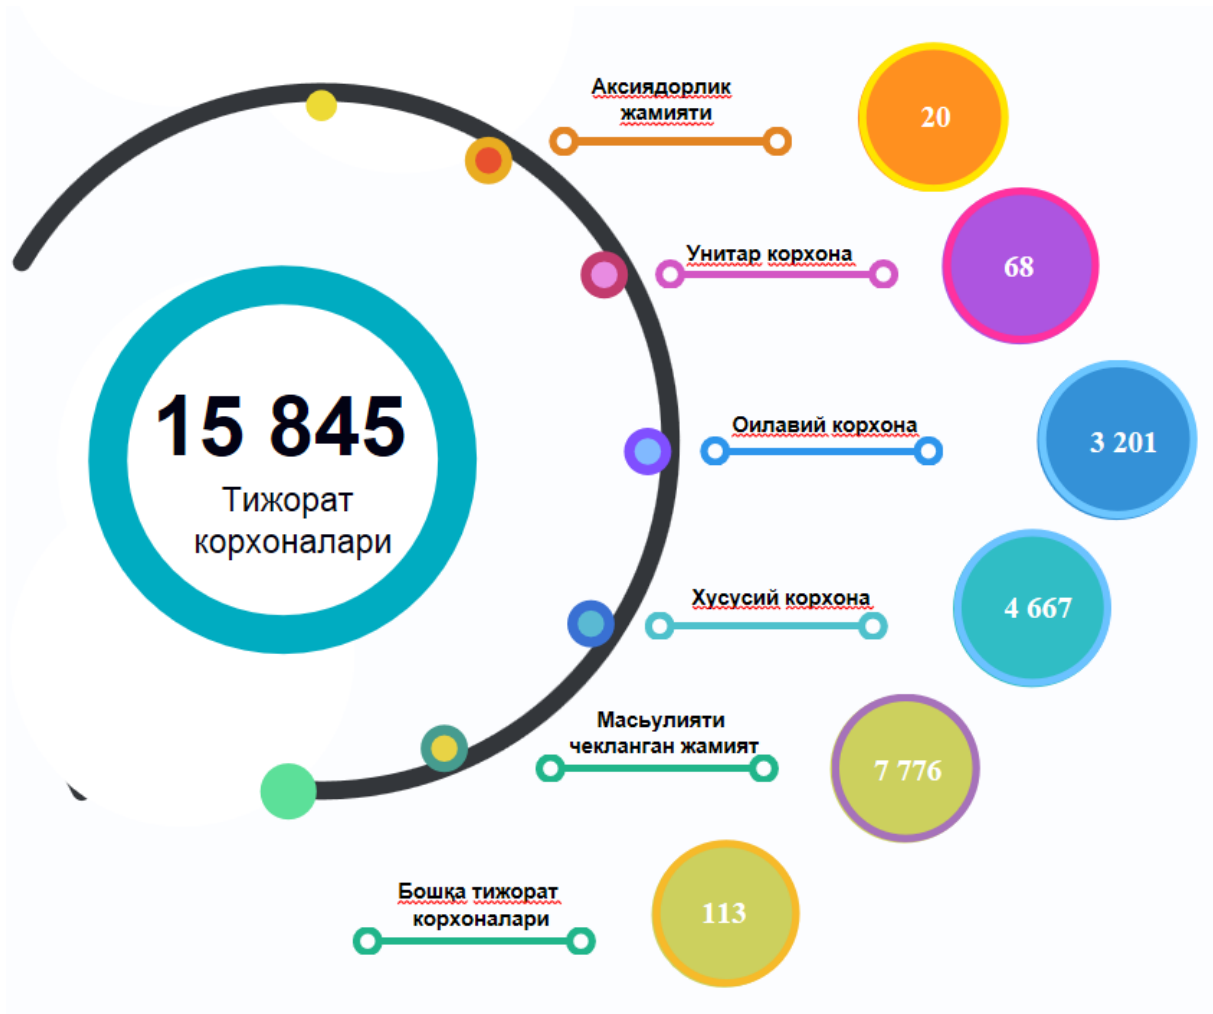 Аксиядорлик
жамияти
20
Унитар корхона
68
15 845
Тижорат
корхоналари
Оилавий корхона
3 201
Хусусий корхона
4 667
Масьулияти
чекланган жамият
7 776
Бошқа тижорат
корхоналари
113